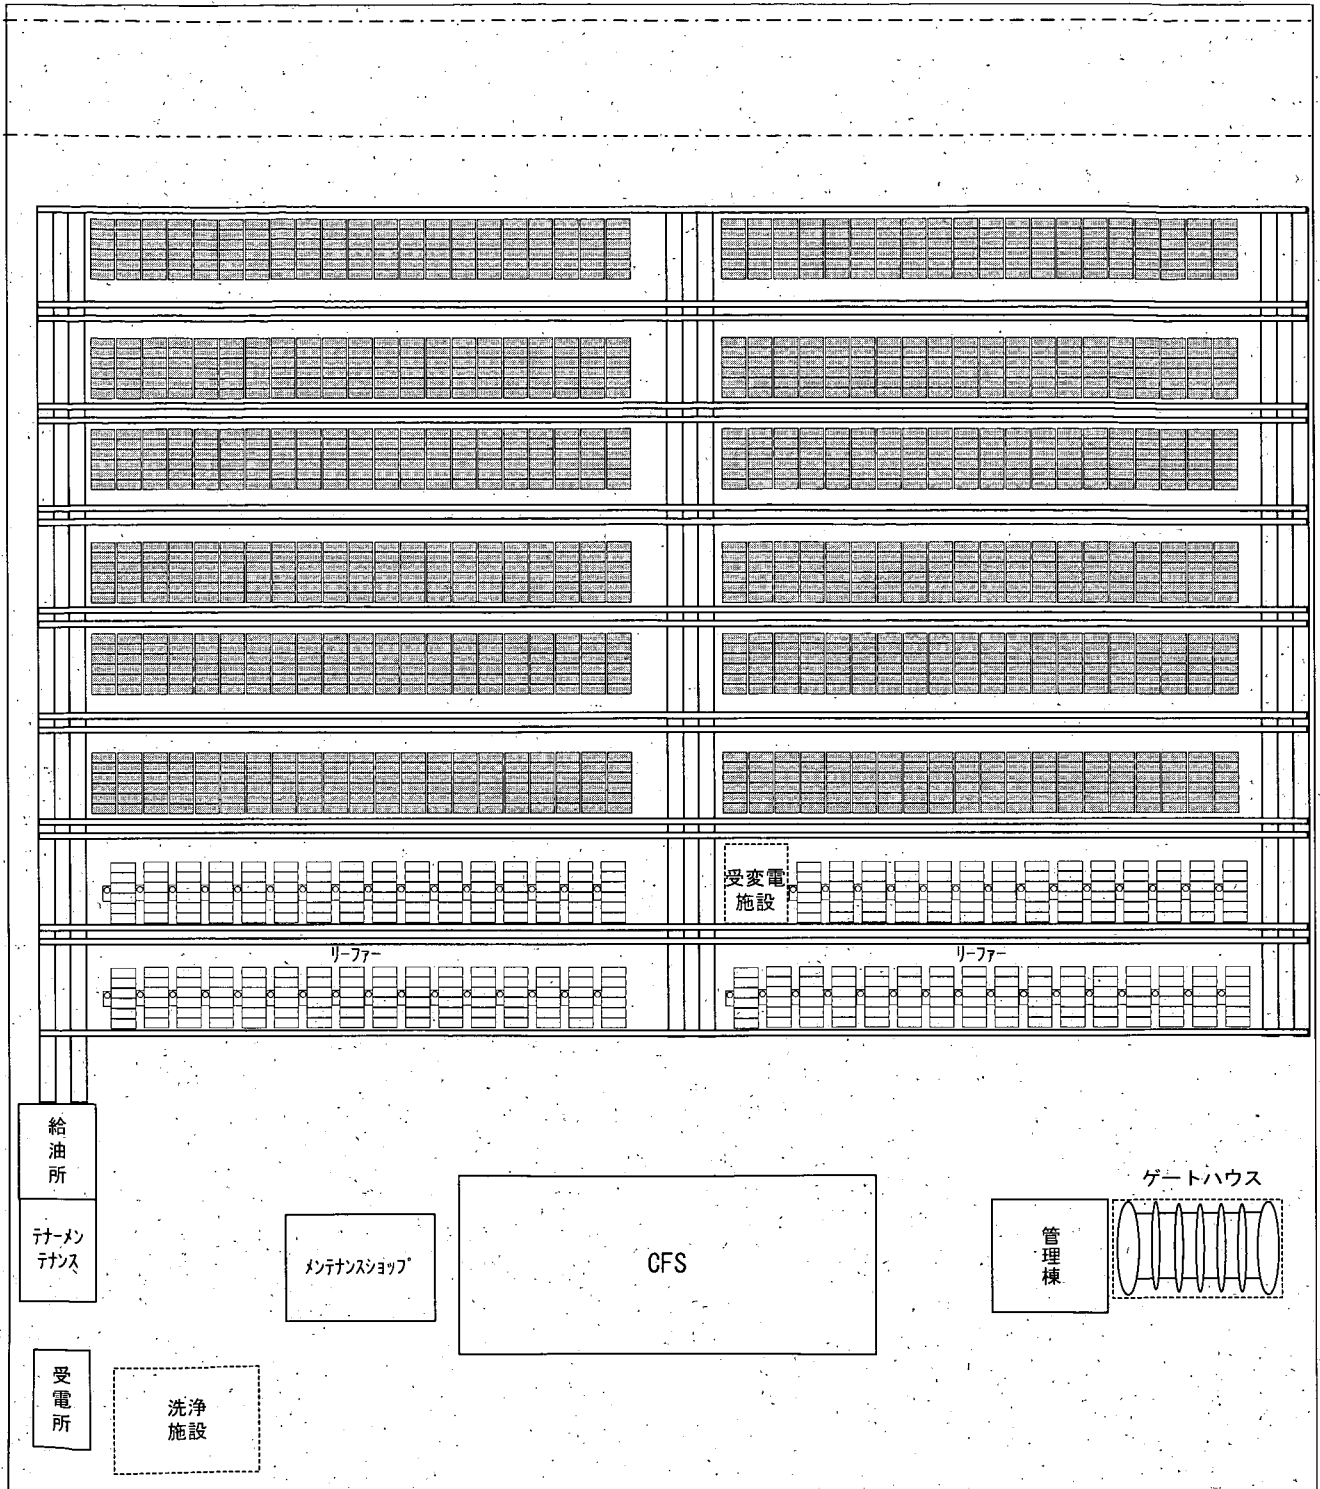 受変電
施設
リーファー
リーファー
給
油
所
ゲートハウス
テナーメン
テナンス
メンテナンスショップ
CFS
管
理
棟
受
電
所
洗浄
施設